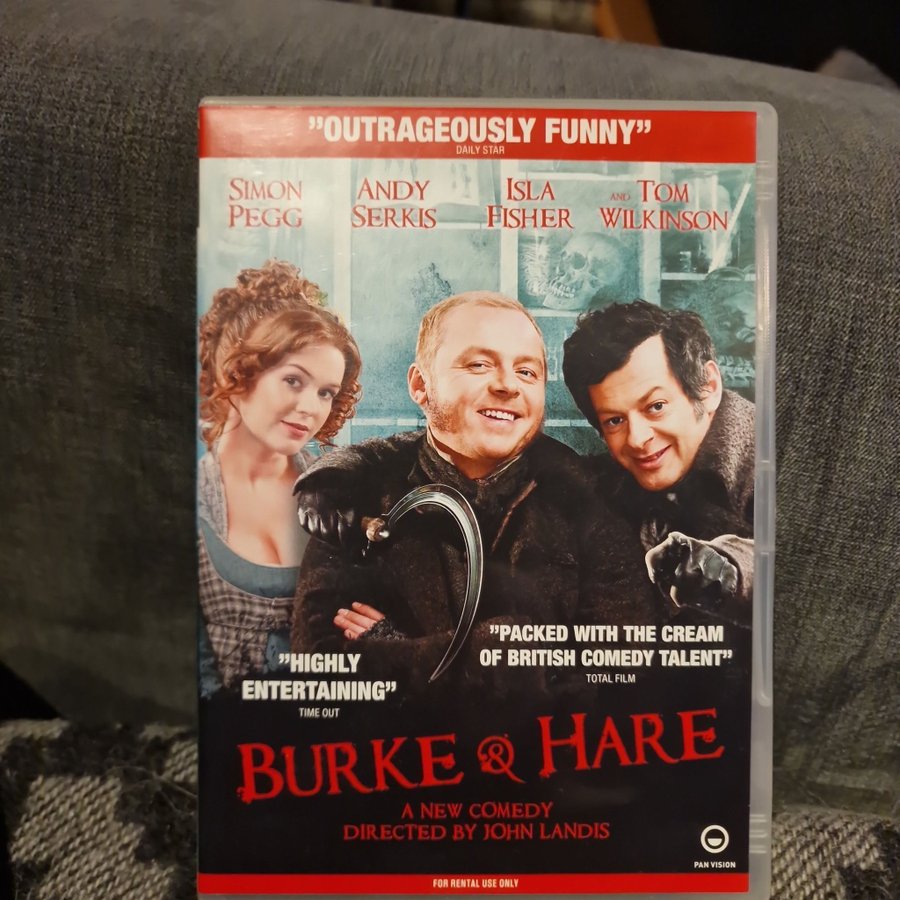 ”OUTRAGEOUSLY FUNNY”
DAILY STAR
SIMON PEGG
ANDY SERKIS
ISLA FISHER
AND TOM WILKINSON
”PACKED WITH THE CREAM
OF BRITISH COMEDY TALENT”
TOTAL FILM
”HIGHLY
ENTERTAINING”
TIME OUT
BURKE & HARE
A NEW COMEDY
DIRECTED BY JOHN LANDIS
PAN VISION
FOR RENTAL USE ONLY